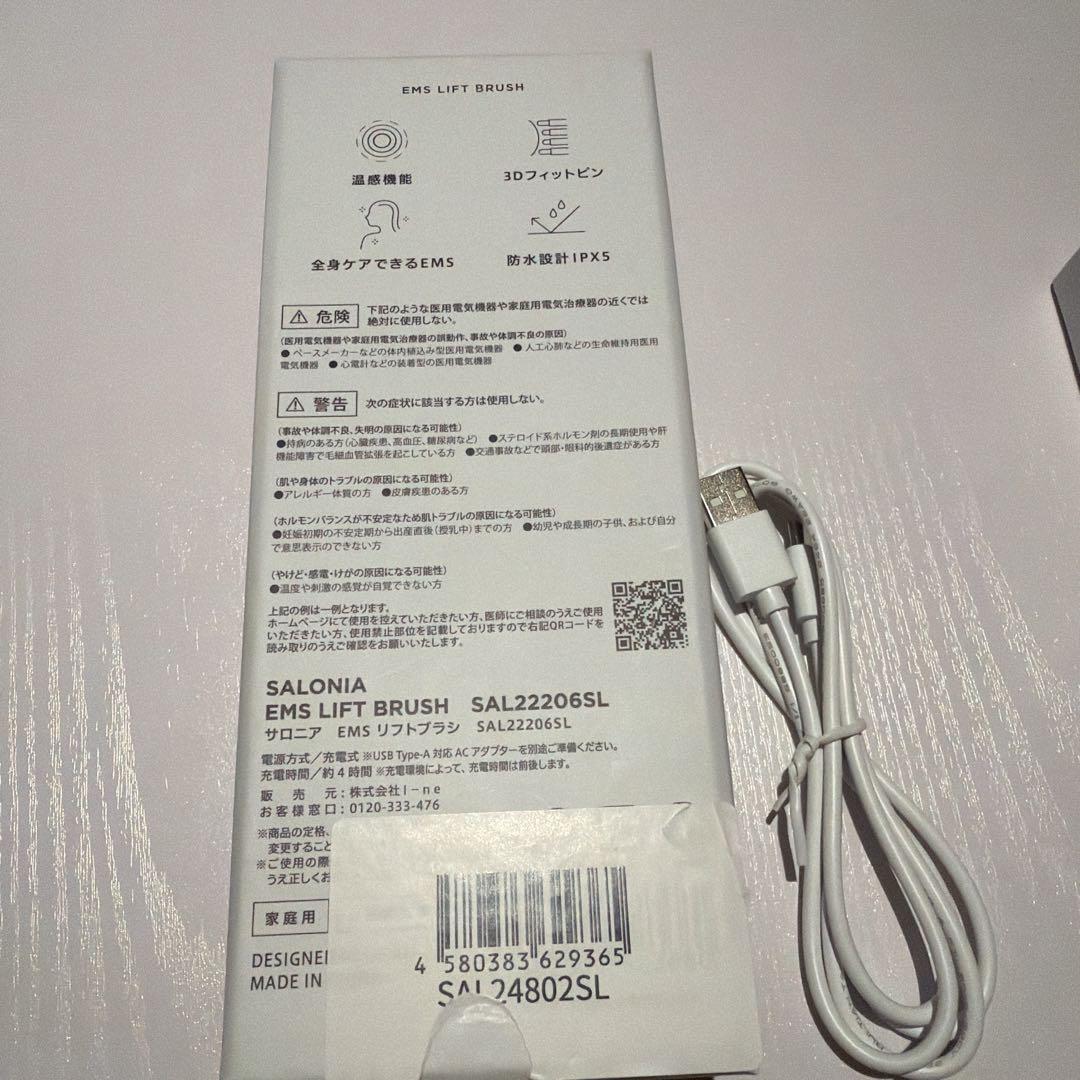 EMS LIFT BRUSH
温感機能
3Dフィットピン
全身ケアできるEMS
防水設計IPX5
危険
下記のような医用電気機器や家庭用電気治療器の近くでは
絶対に使用しない。
(医用電気機器や家庭用電気治療器の誤動作、事故や体調不良の原因)
●ペースメーカーなどの体内植込み型医用電気機器 ●人工心肺などの生命維持用医用
電気機器 ●心電計などの装着型の医用電気機器
警告
次の症状に該当する方は使用しない。
(事故や体調不良、失明の原因になる可能性)
●持病のある方(心臓疾患、高血圧、糖尿病など) ●ステロイド系ホルモン剤の長期使用や肝
機能障害で毛細血管拡張を起こしている方 ●交通事故などで頭部・眼科的後遺症がある方
(肌や身体のトラブルの原因になる可能性)
●アレルギー体質の方 ●皮膚疾患のある方
(ホルモンバランスが不安定なため肌トラブルの原因になる可能性)
●妊娠初期の不安定期から出産直後(授乳中)までの方 ●幼児や成長期の子供、および自分
で意思表示のできない方
(やけど・感電・けがの原因になる可能性)
●温度や刺激の感覚が自覚できない方
上記の例は一例となります。
ホームページにて使用を控えていただきたい方、医師にご相談のうえご使用
いただきたい方、使用禁止部位を記載しておりますので右記QRコードを
読み取りのうえご確認をお願いいたします。
SALONIA
EMS LIFT BRUSH SAL22206SL
サロニア EMS リフトブラシ SAL22206SL
電源方式/充電式 ※USB Type-A 対応 AC アダプターを別途ご準備ください。
充電時間/約4時間 ※充電環境によって、充電時間は前後します。
販売元:株式会社I-ne
お客様窓口:0120-333-476
※商品の定格、
変更すること
※ご使用の際
うえ正しくお
家庭用
DESIGNE
MADE IN
4 580383 629365
SAL24802SL